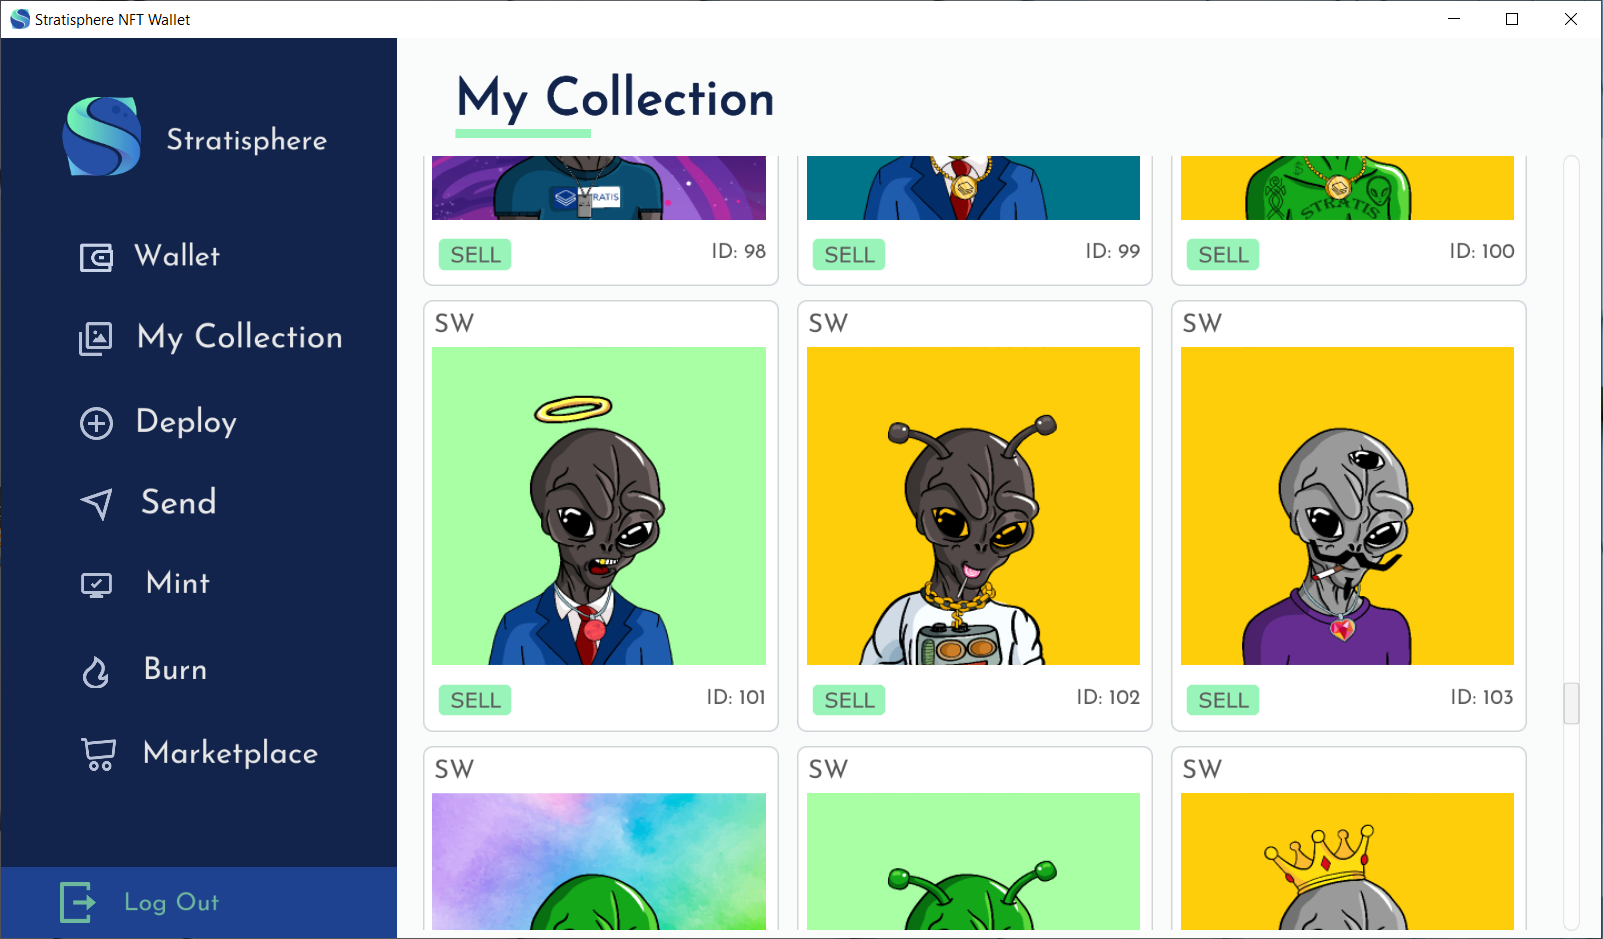 Stratisphere NFT Wallet
Stratisphere
Wallet
My Collection
Deploy
Send
Mint
Burn
Marketplace
Log Out
My Collection
RATIS
STRATIS
SELL ID: 98
SELL ID: 99
SELL ID: 100
SW
SW
SW
$
SELL ID: 101
SELL ID: 102
SELL ID: 103
SW
SW
SW